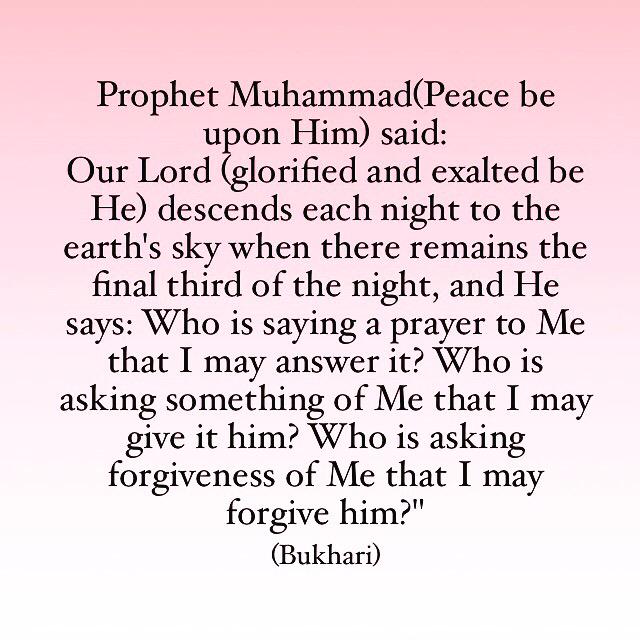 Prophet Muhammad(Peace be
upon Him) said:
Our Lord (glorified and exalted be
He) descends each night to the
earth's sky when there remains the
final third of the night, and He
says: Who is saying a prayer to Me
that I may answer it? Who is
asking something of Me that I may
give it him? Who is asking
forgiveness of Me that I may
forgive him?"
(Bukhari)